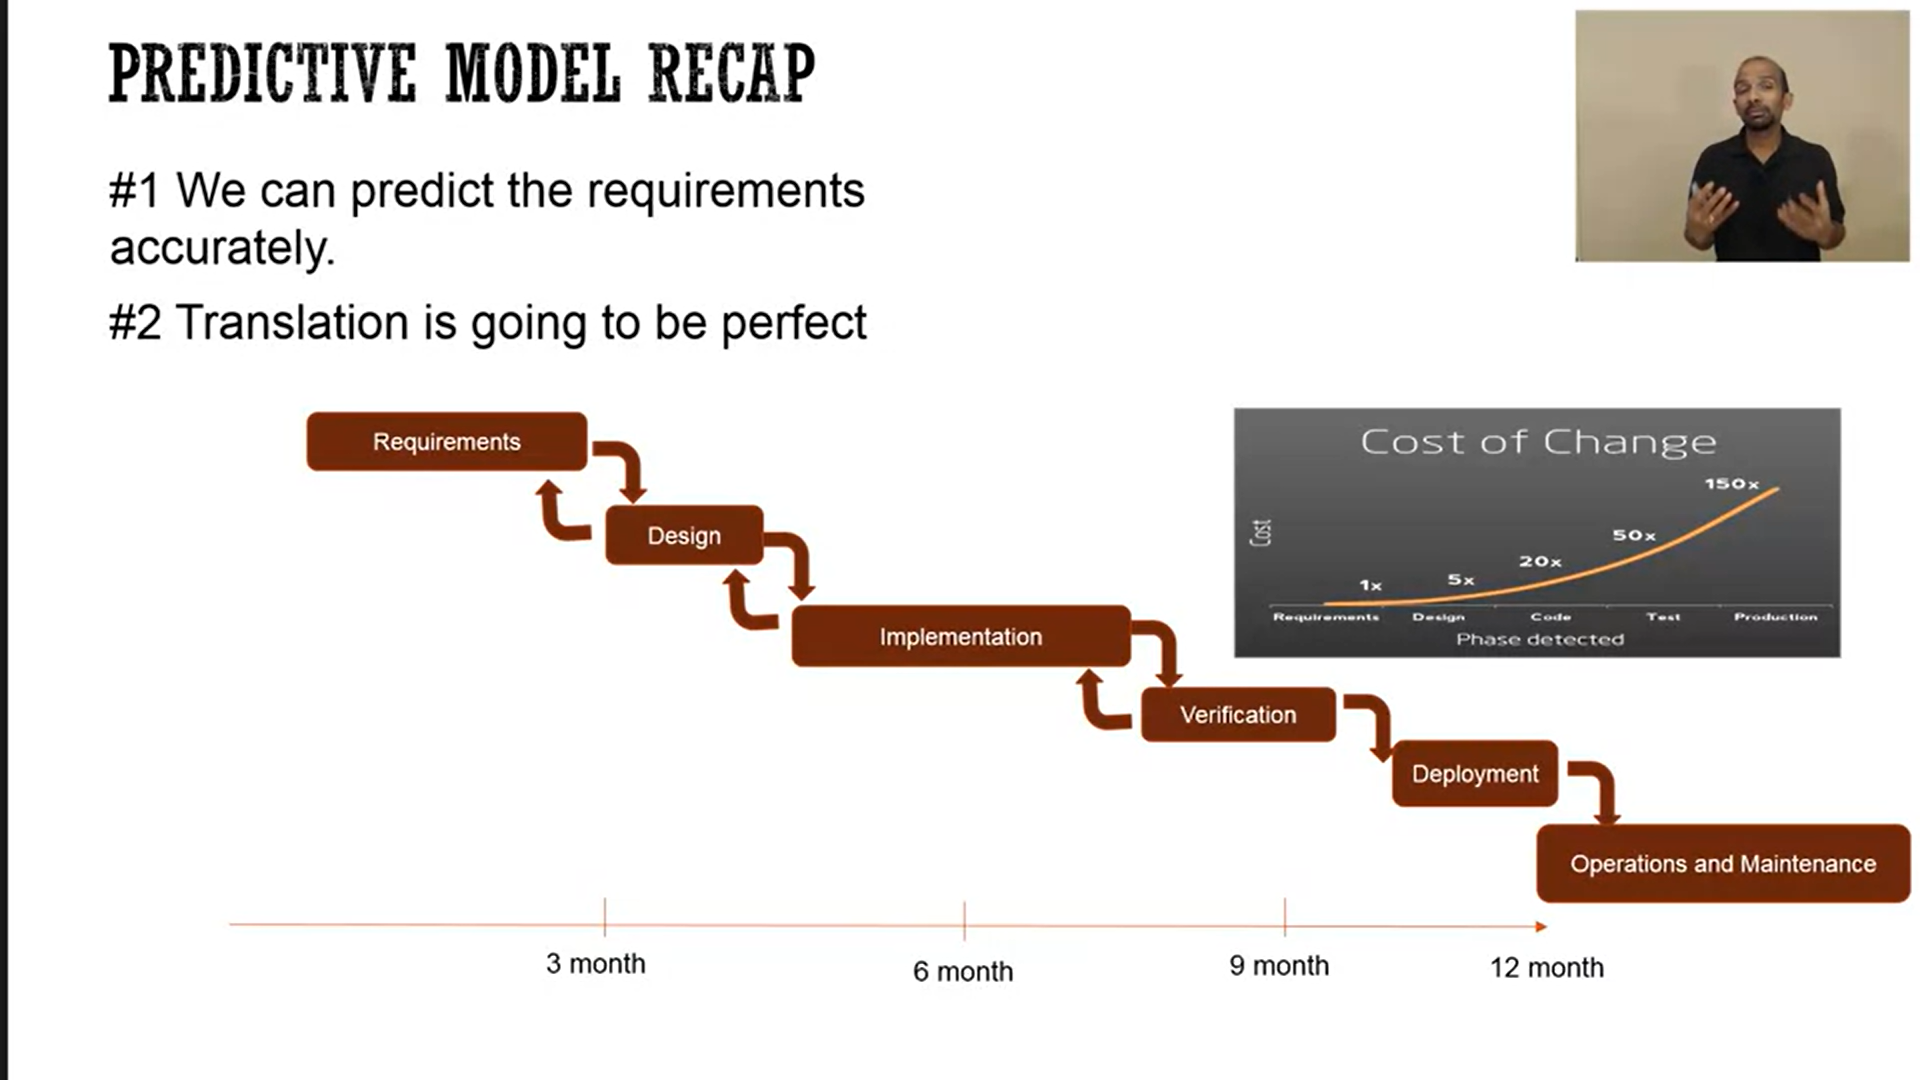 PREDICTIVE MODEL RECAP
#1 We can predict the requirements
accurately.
#2 Translation is going to be perfect
Requirements
Design
Implementation
Verification
Deployment
Operations and Maintenance
Cost of Change
150x
50x
20x
5x
1x
Cost
Requirements Design Code Test Production
Phase detected
3 month 6 month 9 month 12 month